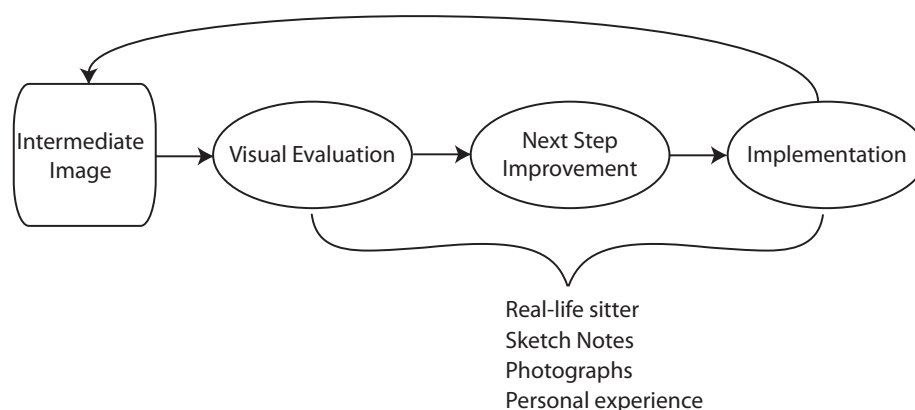 Intermediate
Image
Visual Evaluation
Next Step
Improvement
Implementation
Real-life sitter
Sketch Notes
Photographs
Personal experience